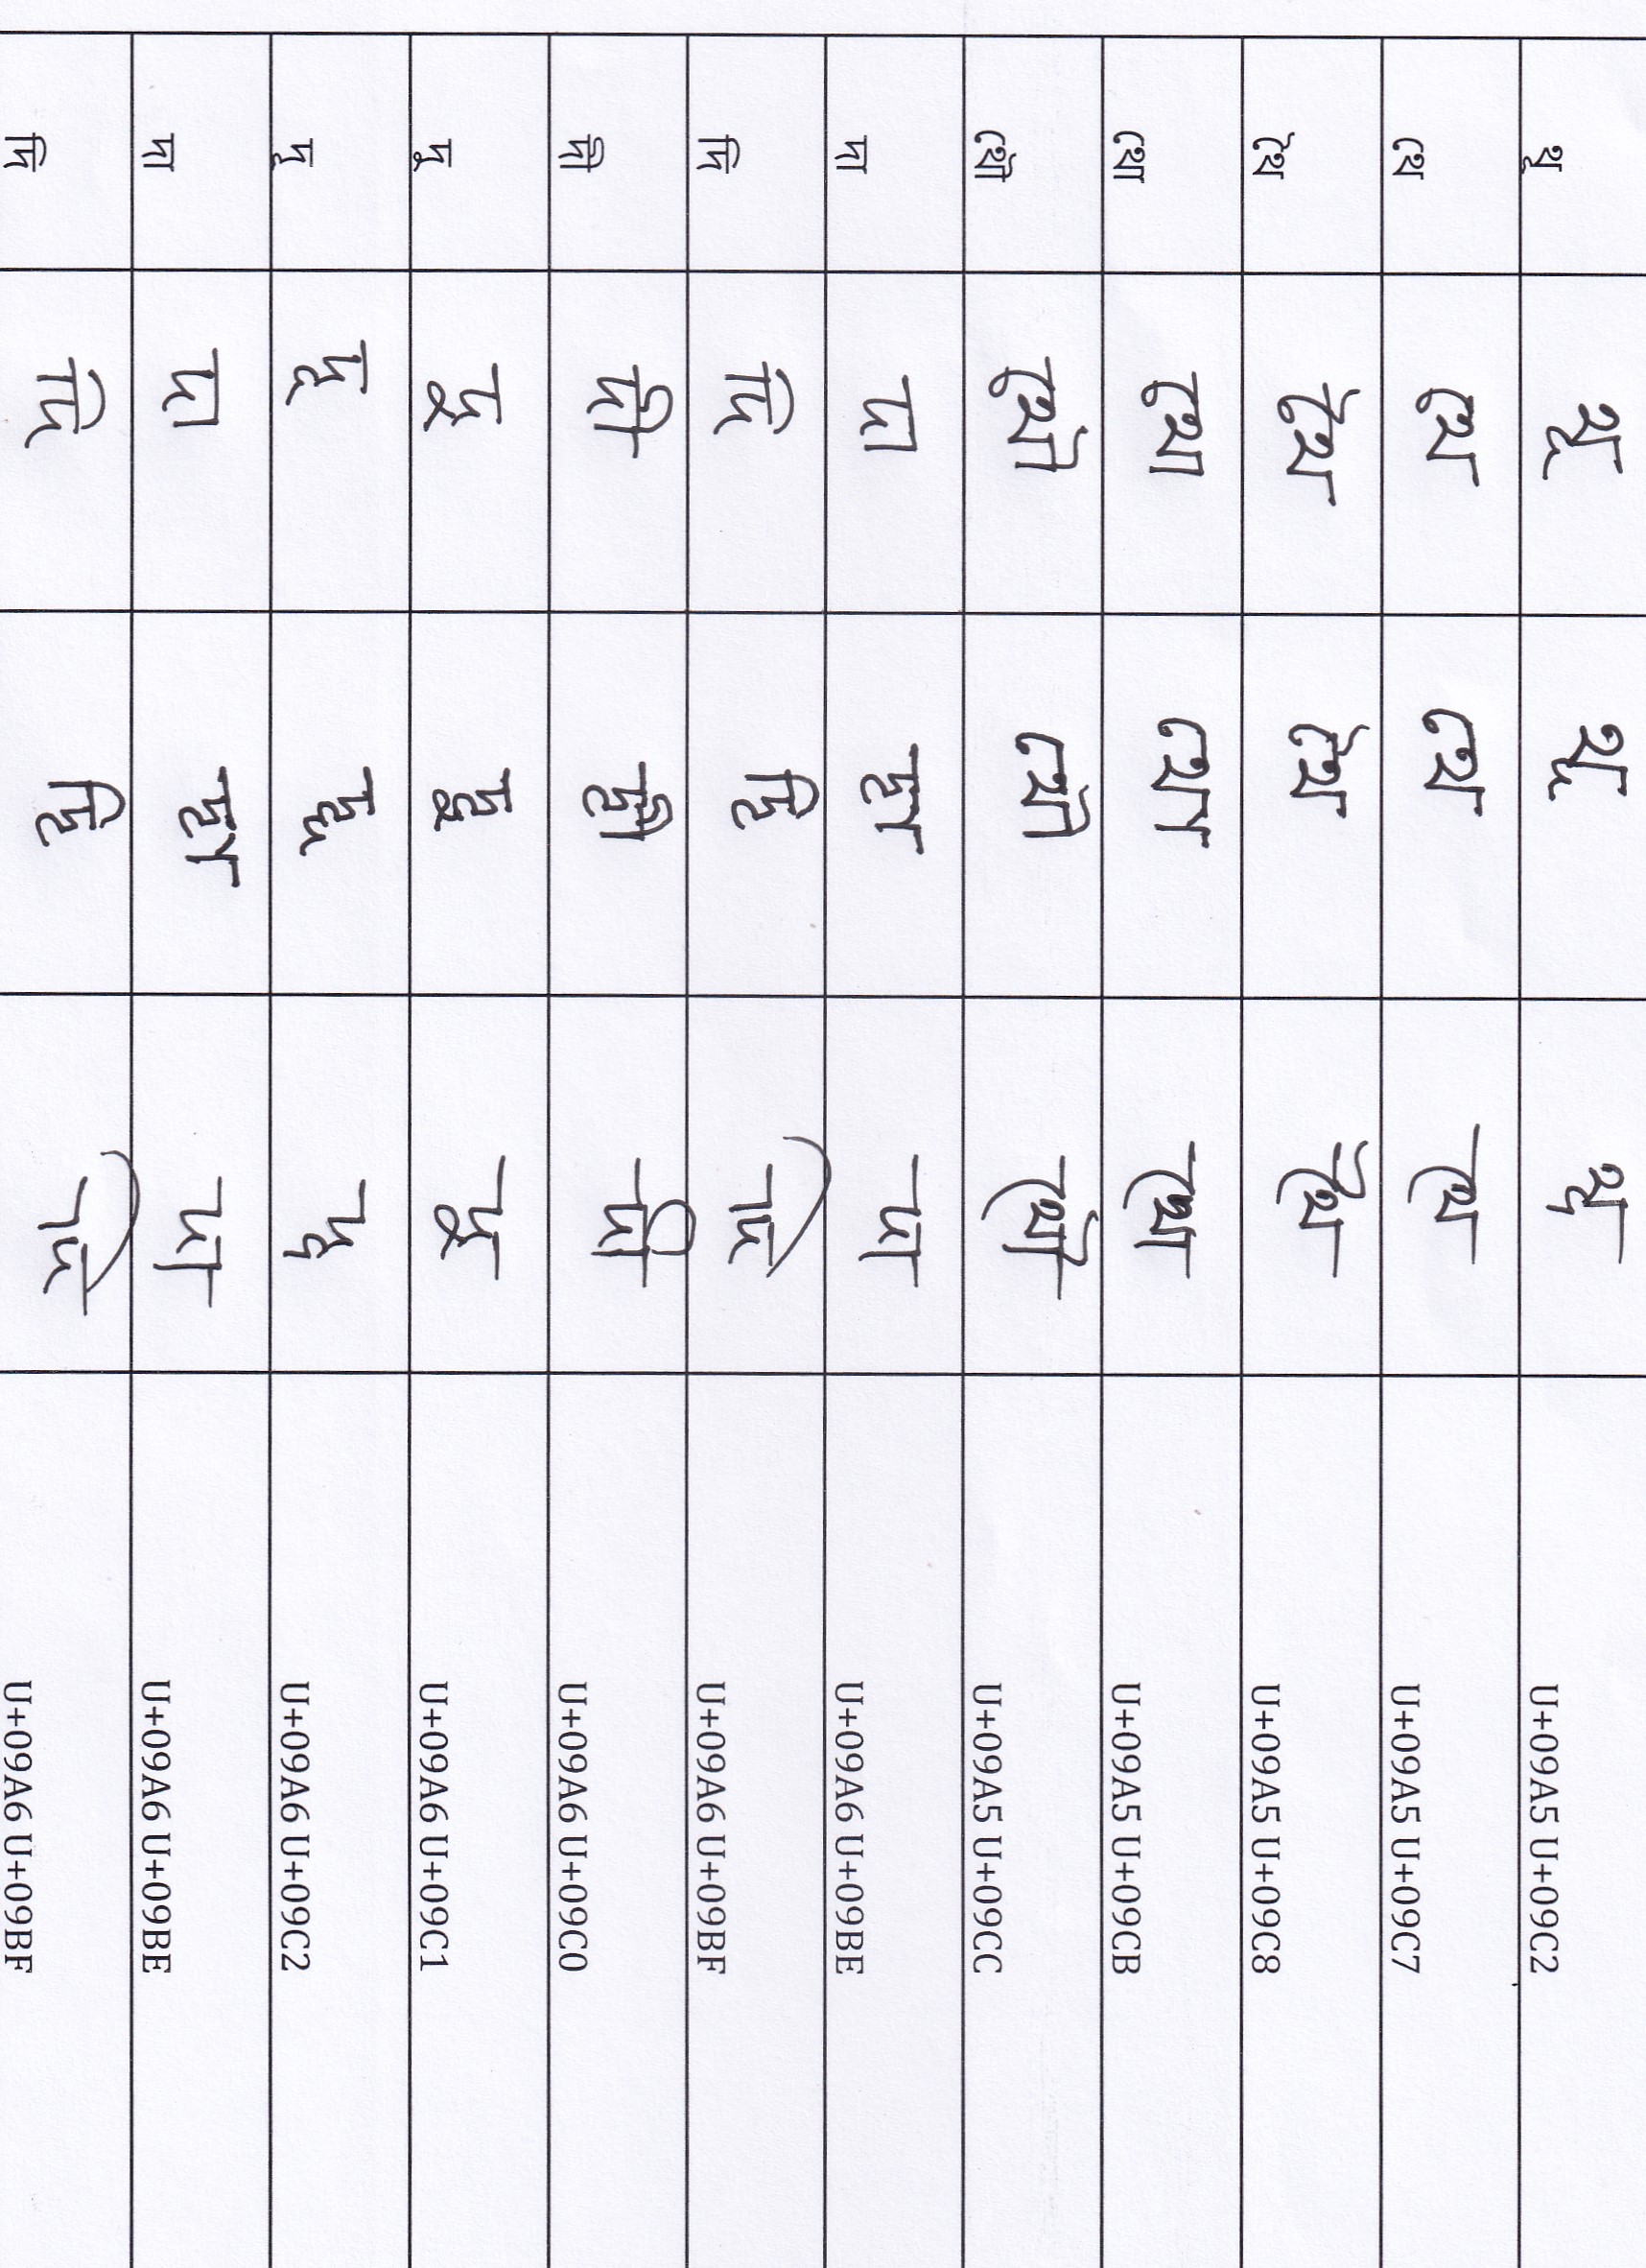 থূ থূ থূ থূ U+09A5 U+09C2
থে থে থে থে U+09A5 U+09C7
থৈ থৈ থৈ থৈ U+09A5 U+09C8
থো থো থো থো U+09A5 U+09CB
থৌ থৌ থৌ থৌ U+09A5 U+09CC
দা দা দা দা U+09A6 U+09BE
দি দি দি দি U+09A6 U+09BF
দী দী দী দী U+09A6 U+09C0
দু দু দু দু U+09A6 U+09C1
দূ দূ দূ দূ U+09A6 U+09C2
দা দা দা দা U+09A6 U+09BE
দি দি দি দি U+09A6 U+09BF